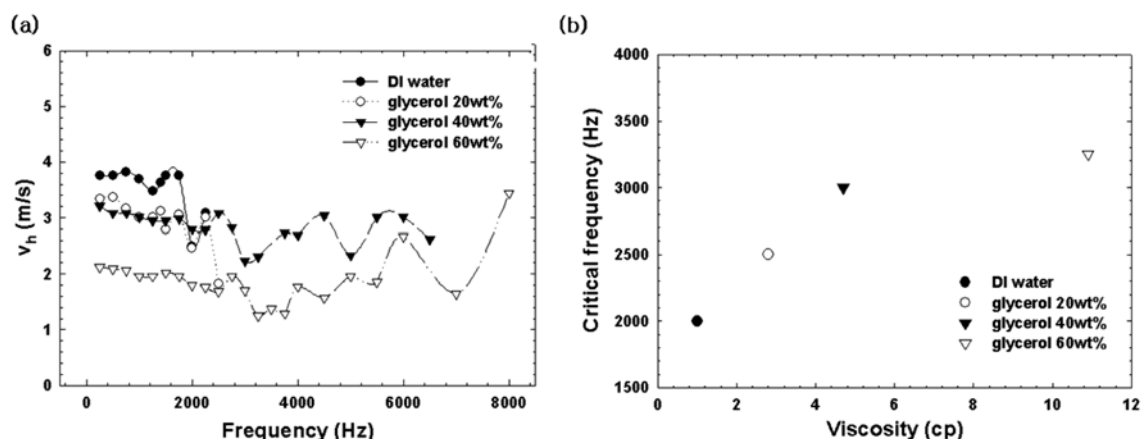 (a)
6
5
4
3
2
1
0
v_h (m/s)
DI water
glycerol 20wt%
glycerol 40wt%
glycerol 60wt%
0 2000 4000 6000 8000
Frequency (Hz)
(b)
4000
3500
3000
2500
2000
1500
Critical frequency (Hz)
DI water
glycerol 20wt%
glycerol 40wt%
glycerol 60wt%
0 2 4 6 8 10 12
Viscosity (cp)